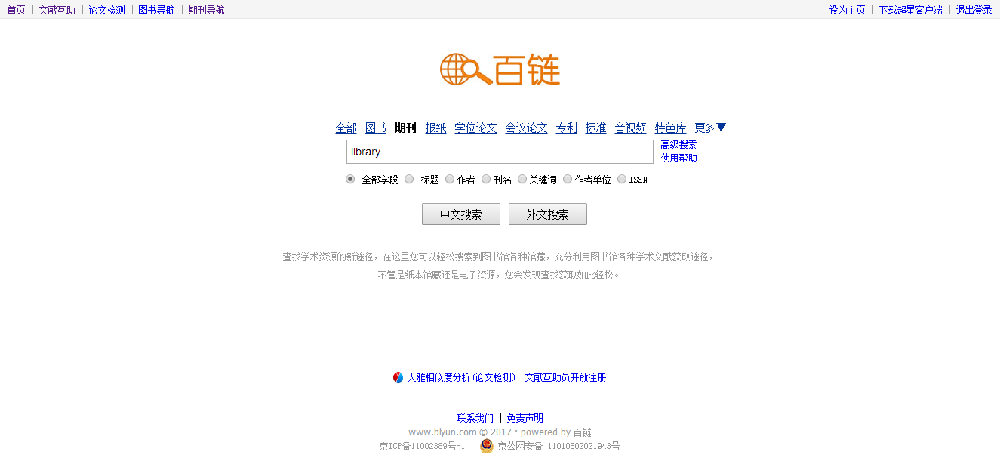 首页 | 文献互助 | 论文检测 | 图书导航 | 期刊导航 设为主页 | 下载超星客户端 | 退出登录
百链
全部 图书 期刊 报纸 学位论文 会议论文 专利 标准 音视频 特色库 更多▼
library 高级搜索
使用帮助
全部字段 标题 作者 刊名 关键词 作者单位 ISSN
中文搜索 外文搜索
查找学术资源的新途径，在这里您可以轻松搜索到图书馆各种馆藏，充分利用图书馆各种学术文献获取途径，
不管是纸本馆藏还是电子资源，您会发现查找获取如此轻松。
大雅相似度分析(论文检测) 文献互助员开放注册
联系我们 | 免责声明
www.blyun.com © 2017 · powered by 百链
京ICP备11002389号-1 京公网安备 11010802021943号